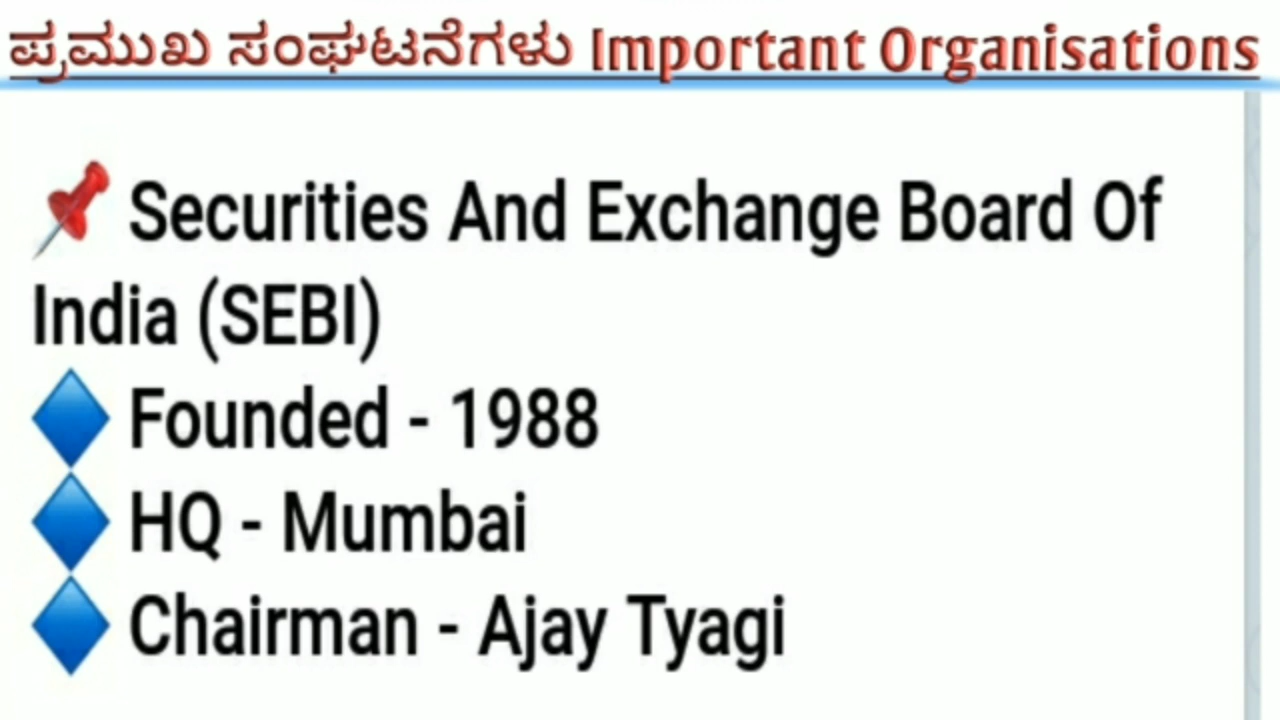 ಪ್ರಮುಖ ಸಂಘಟನೆಗಳು Important Organisations
📌 Securities And Exchange Board Of
India (SEBI)
🔷 Founded - 1988
🔷 HQ - Mumbai
🔷 Chairman - Ajay Tyagi